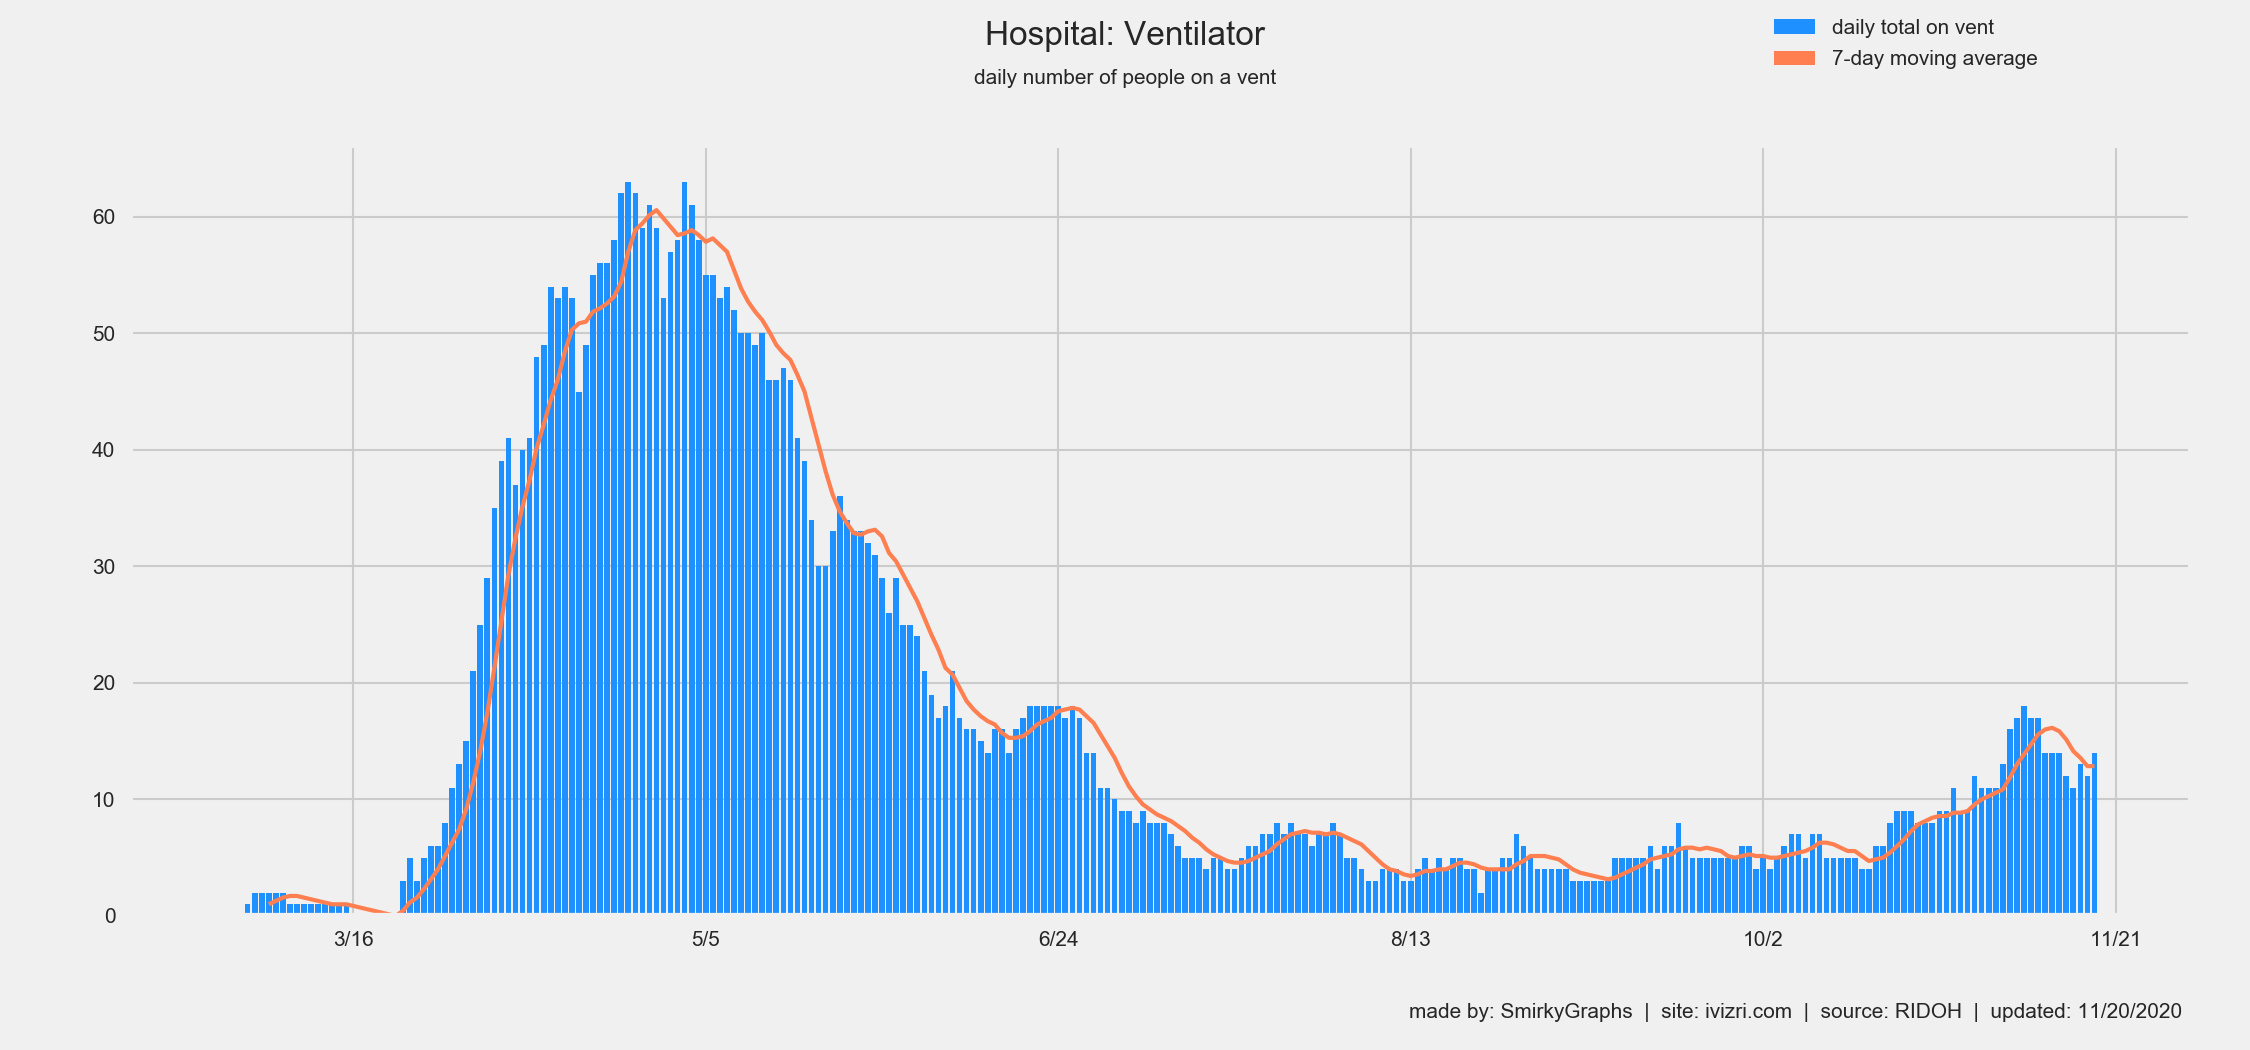 Hospital: Ventilator
daily number of people on a vent
daily total on vent
7-day moving average
60
50
40
30
20
10
0
3/16 5/5 6/24 8/13 10/2 11/21
made by: SmirkyGraphs | site: ivizri.com | source: RIDOH | updated: 11/20/2020